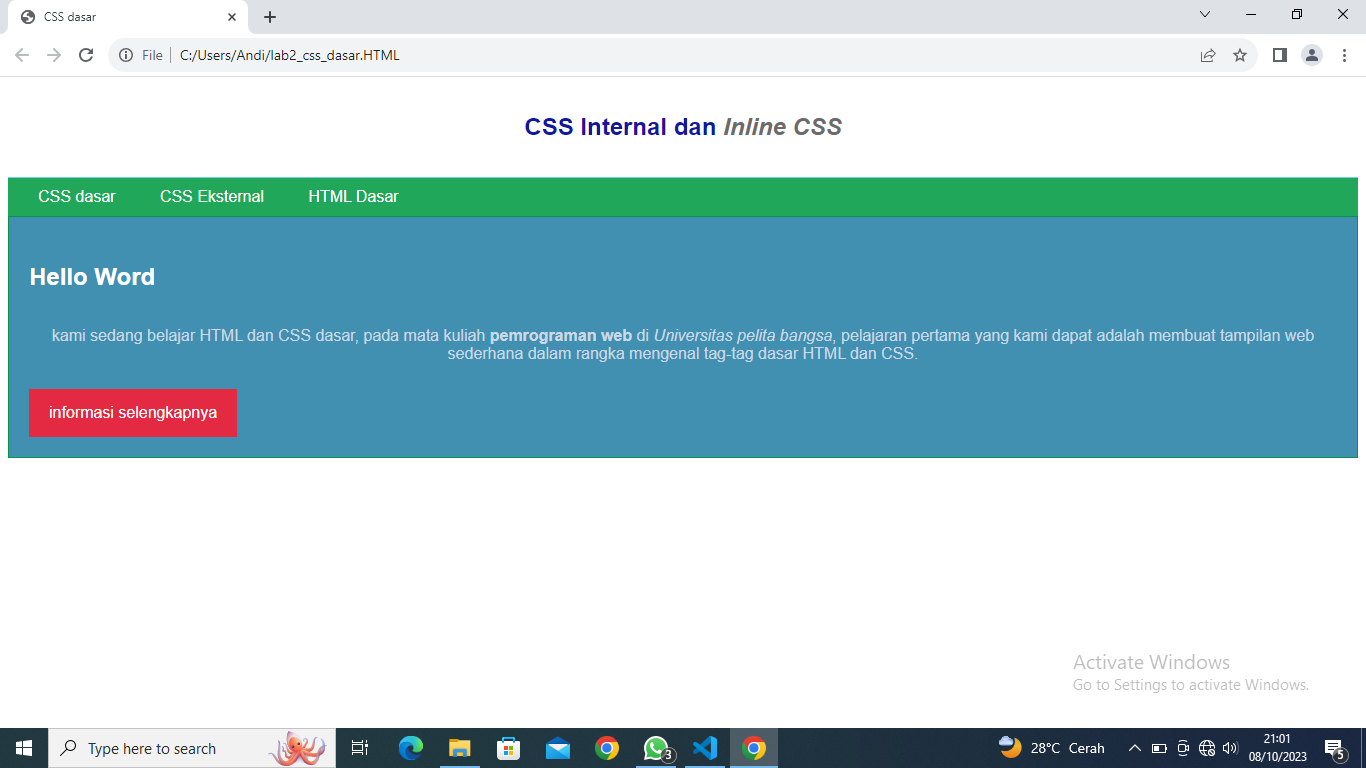 CSS dasar
File
C:/Users/Andi/lab2_css_dasar.HTML
CSS Internal dan Inline CSS
CSS dasar CSS Eksternal HTML Dasar
Hello Word
kami sedang belajar HTML dan CSS dasar, pada mata kuliah pemrograman web di Universitas pelita bangsa, pelajaran pertama yang kami dapat adalah membuat tampilan web
sederhana dalam rangka mengenal tag-tag dasar HTML dan CSS.
informasi selengkapnya
Activate Windows
Go to Settings to activate Windows.
Type here to search
3
28°C Cerah
21:01
08/10/2023
5